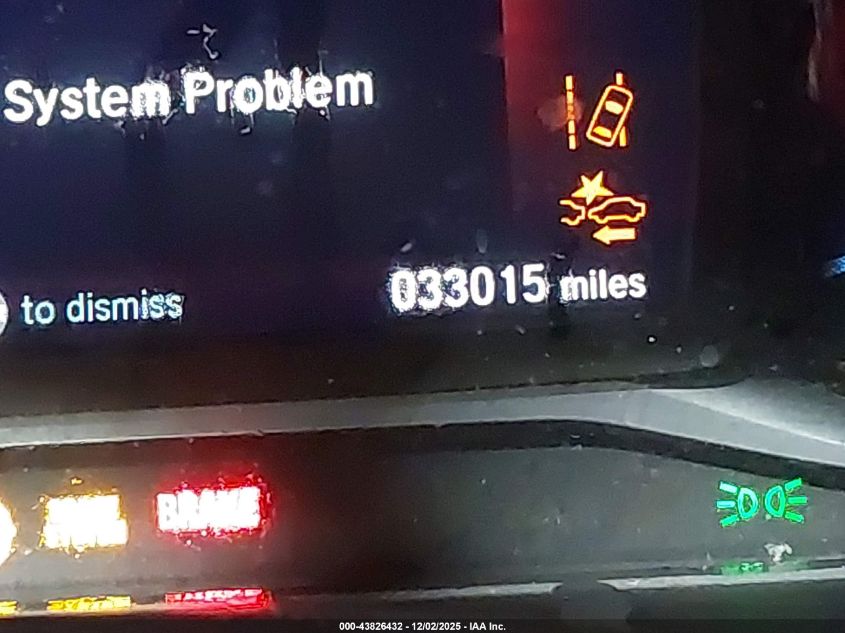 System Problem
033015 miles
to dismiss
BRAKE
000-43826432 - 12/02/2025 - IAA Inc.